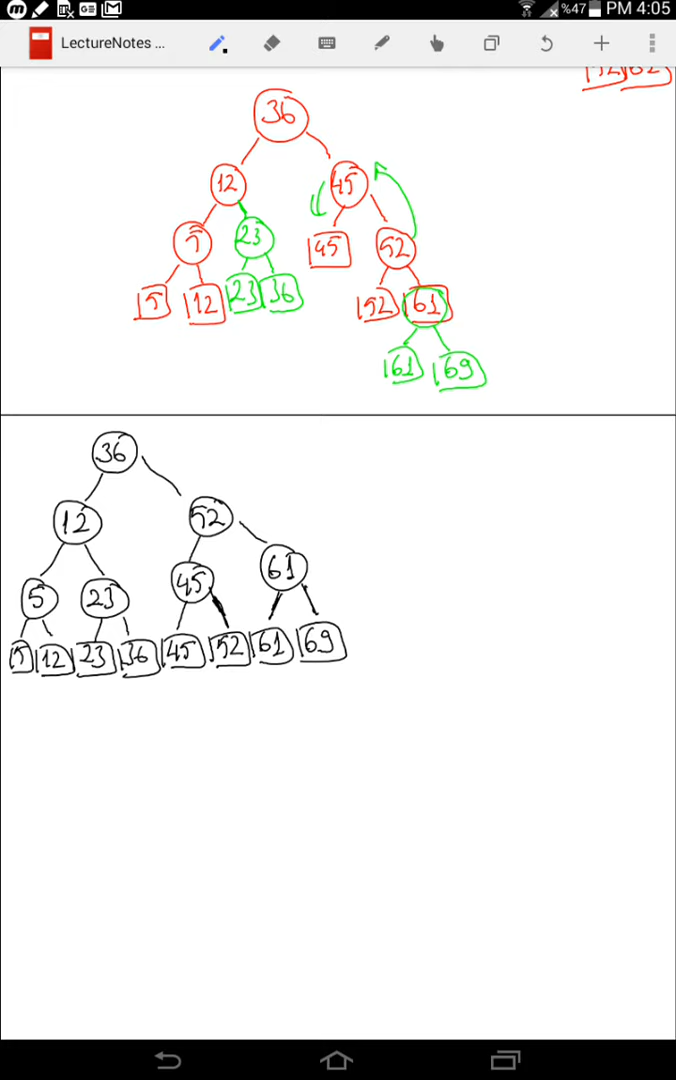 %47 PM 4:05
LectureNotes ...
36
12 45
5 23 45 52
5 12 23 36 52 61
61 69
36
12 52
5 23 45 61
5 12 23 36 45 52 61 69